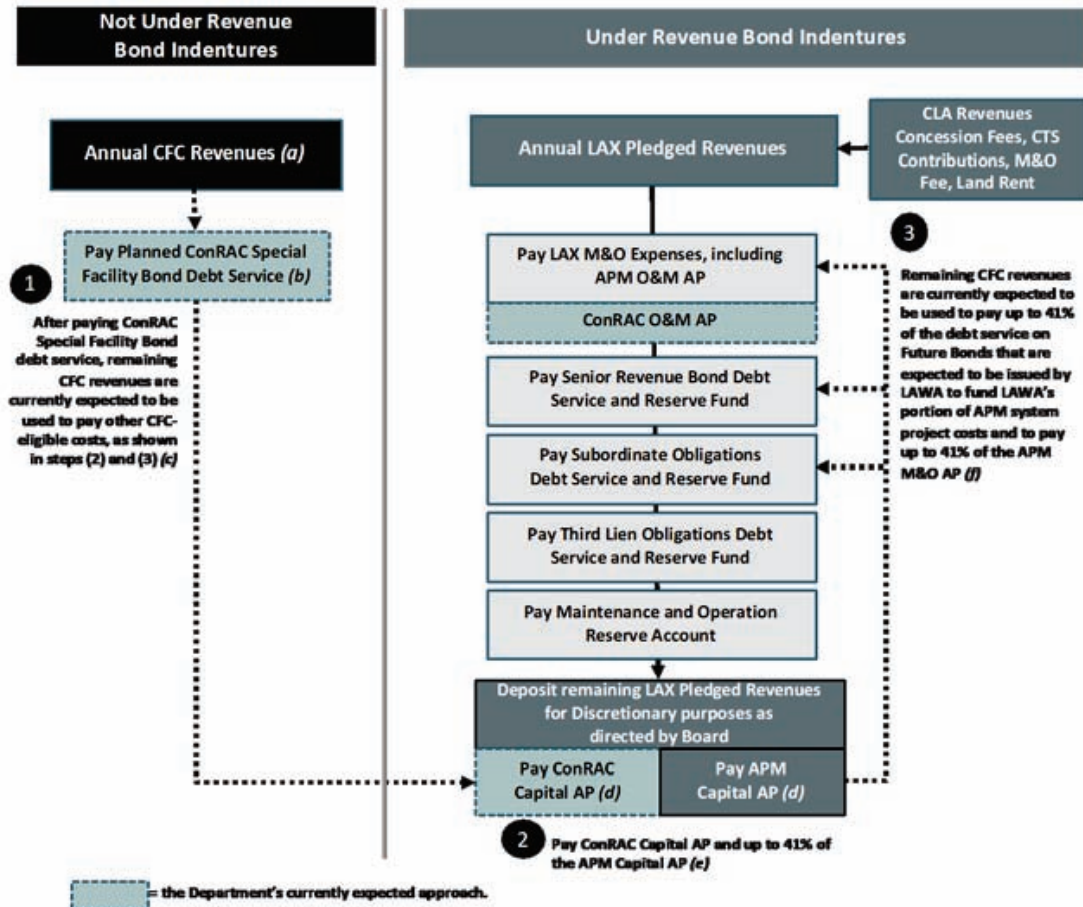 Not Under Revenue
Bond Indentures
Under Revenue Bond Indentures
Annual CFC Revenues (a)
Annual LAX Pledged Revenues
CLA Revenues
Concession Fees, CTS
Contributions, M&O
Fee, Land Rent
Pay Planned ConRAC Special
Facility Bond Debt Service (b)
1
After paying ConRAC
Special Facility Bond
debt service, remaining
CFC revenues are
currently expected to be
used to pay other CFC-
eligible costs, as shown
in steps (2) and (3) (c)
Pay LAX M&O Expenses, including
APM O&M AP
ConRAC O&M AP
Pay Senior Revenue Bond Debt
Service and Reserve Fund
Pay Subordinate Obligations
Debt Service and Reserve Fund
Pay Third Lien Obligations Debt
Service and Reserve Fund
Pay Maintenance and Operation
Reserve Account
Deposit remaining LAX Pledged Revenues
for Discretionary purposes as
directed by Board
Pay ConRAC
Capital AP (d)
Pay APM
Capital AP (d)
3
Remaining CFC revenues
are currently expected to
be used to pay up to 41%
of the debt service on
Future Bonds that are
expected to be issued by
LAWA to fund LAWA's
portion of APM system
project costs and to pay
up to 41% of the APM
M&O AP (f)
2
Pay ConRAC Capital AP and up to 41% of
the APM Capital AP (e)
= the Department's currently expected approach.